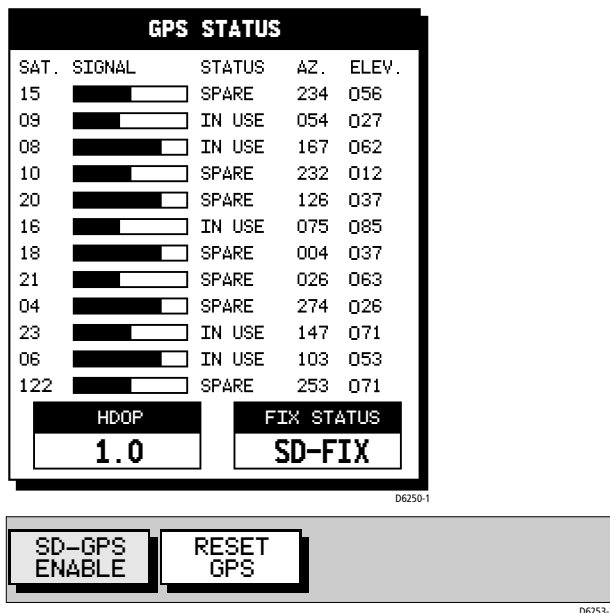 GPS STATUS
SAT. SIGNAL STATUS AZ. ELEV.
15 SPARE 234 056
09 IN USE 054 027
08 IN USE 167 062
10 SPARE 232 012
20 SPARE 126 037
16 IN USE 075 085
18 SPARE 004 037
21 SPARE 026 063
04 SPARE 274 026
23 IN USE 147 071
06 IN USE 103 053
122 SPARE 253 071
HDOP FIX STATUS
1.0 SD-FIX
D6250-1
SD-GPS RESET
ENABLE GPS
D6253-